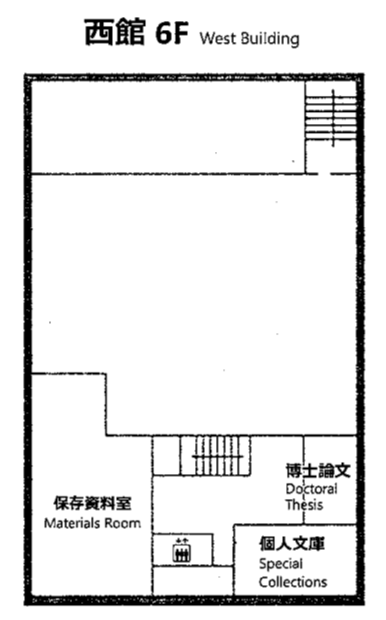 西館 6F West Building
博士論文
Doctoral
Thesis
保存資料室
Materials Room
個人文庫
Special
Collections